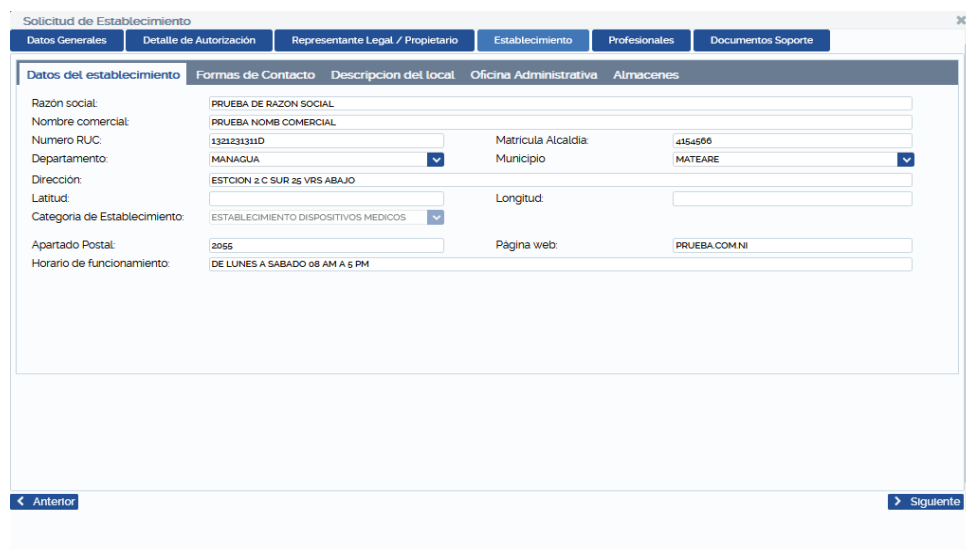 Solicitud de Establecimiento
Datos Generales Detalle de Autorización Representante Legal / Propietario Establecimiento Profesionales Documentos Soporte
Datos del establecimiento Formas de Contacto Descripcion del local Oficina Administrativa Almacenes
Razón social: PRUEBA DE RAZON SOCIAL
Nombre comercial: PRUEBA NOMB COMERCIAL
Numero RUC: 1321231311D Matricula Alcaldia: 4154566
Departamento: MANAGUA Municipio MATEARE
Dirección: ESTCION 2 C SUR 25 VRS ABAJO
Latitud: Longitud:
Categoria de Establecimiento: ESTABLECIMIENTO DISPOSITIVOS MEDICOS
Apartado Postal: 2055 Página web: PRUEBA.COM.NI
Horario de funcionamiento: DE LUNES A SABADO 08 AM A 5 PM
Anterior Siguiente